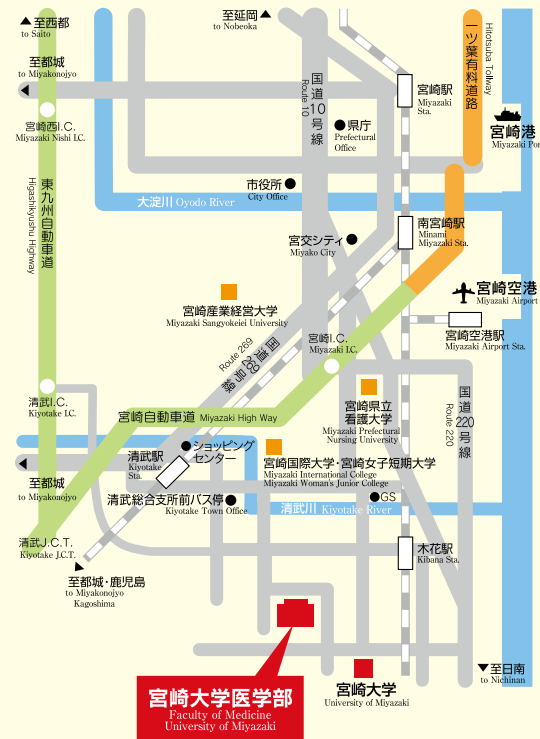 ▲至西都
to Saito
至延岡▲
to Nobeoka
至都城
to Miyakonojyo
宮崎西I.C.
Miyazaki Nishi I.C.
国道10号線
Route 10
宮崎駅
Miyazaki
Sta.
一ツ葉有料道路
Hitotsuba Tollway
宮崎港
Miyazaki Por
県庁
Prefectural
Office
市役所
City Office
東九州自動車道
Higashikyushu Highway
大淀川 Oyodo River
南宮崎駅
Minami
Miyazaki Sta.
宮交シティ
Miyako City
宮崎空港
Miyazaki Airport
宮崎産業経営大学
Miyazaki Sangyokeiei University
宮崎空港駅
Miyazaki Airport Sta.
宮崎I.C.
Miyazaki I.C.
国道269号線
Route 269
清武I.C.
Kiyotake I.C.
宮崎自動車道 Miyazaki High Way
宮崎県立
看護大学
Miyazaki Prefectural
Nursing University
国道220号線
Route 220
ショッピング
センター
清武駅
Kiyotake
Sta.
宮崎国際大学・宮崎女子短期大学
Miyazaki International College
Miyazaki Woman's Junior College
至都城
to Miyakonojyo
清武総合支所前バス停
Kiyotake Town Office
GS
清武川 Kiyotake River
清武J.C.T.
Kiyotake J.C.T.
木花駅
Kibana Sta.
至都城・鹿児島
to Miyakonojyo
Kagoshima
宮崎大学医学部
Faculty of Medicine
University of Miyazaki
宮崎大学
University of Miyazaki
▼至日南
to Nichinan